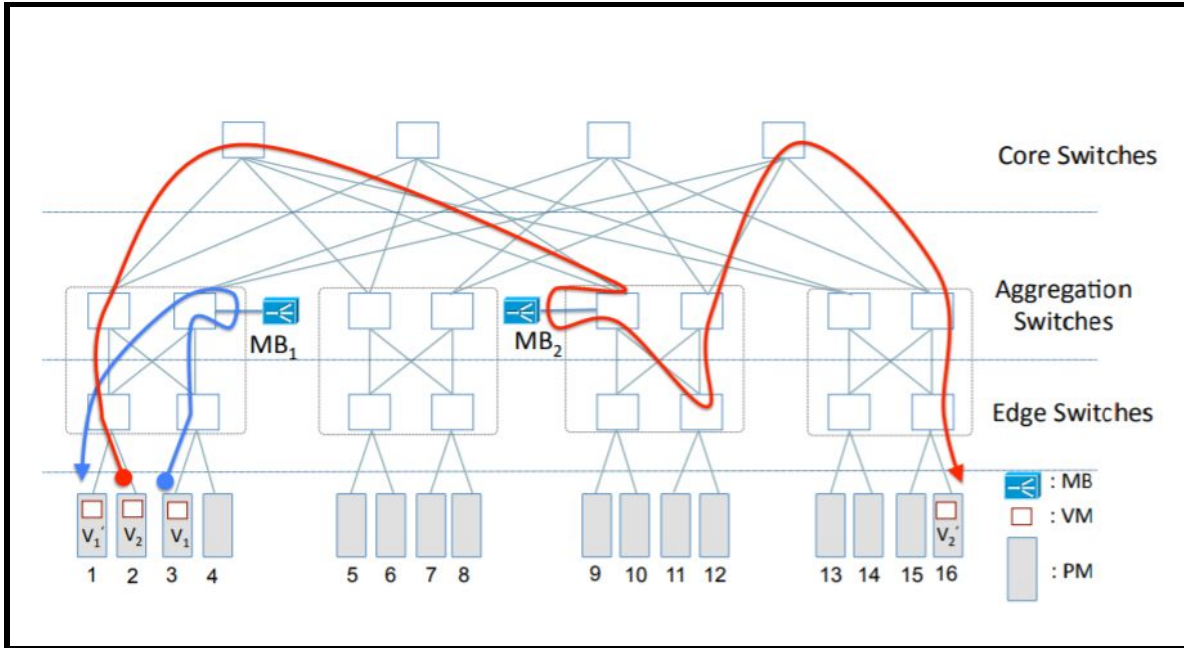 Core Switches
Aggregation
Switches
MB₁
MB₂
Edge Switches
V₁′ V₂ V₁ V₂′
1 2 3 4 5 6 7 8 9 10 11 12 13 14 15 16
: MB
: VM
: PM